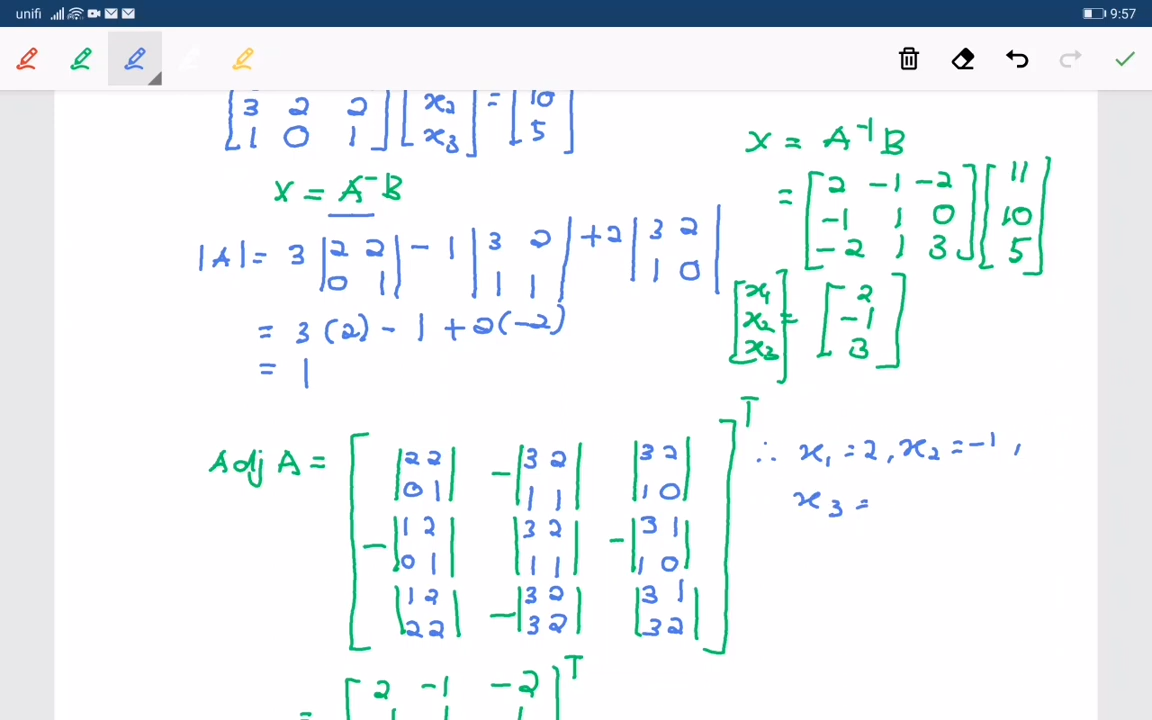 unifi 9:57
[3 2 2; 1 0 1] [x₂; x₃] = [10; 5]
X = A⁻B
|A| = 3 |2 2; 0 1| - 1 |3 2; 1 1| + 2 |3 2; 1 0|
= 3 (2) - 1 + 2(-2)
= 1
Adj A = [|2 2; 0 1| -|3 2; 1 1| |3 2; 1 0|
-|1 2; 0 1| |3 2; 1 1| -|3 1; 1 0|
|1 2; 2 2| -|3 2; 3 2| |3 1; 3 2|]ᵀ
[2 -1 -2]ᵀ
=
X = A⁻¹B
= [2 -1 -2; -1 1 0; -2 1 3] [11; 10; 5]
[x₁; x₂; x₃] = [2; -1; 3]
∴ x₁ = 2, x₂ = -1,
x₃ =